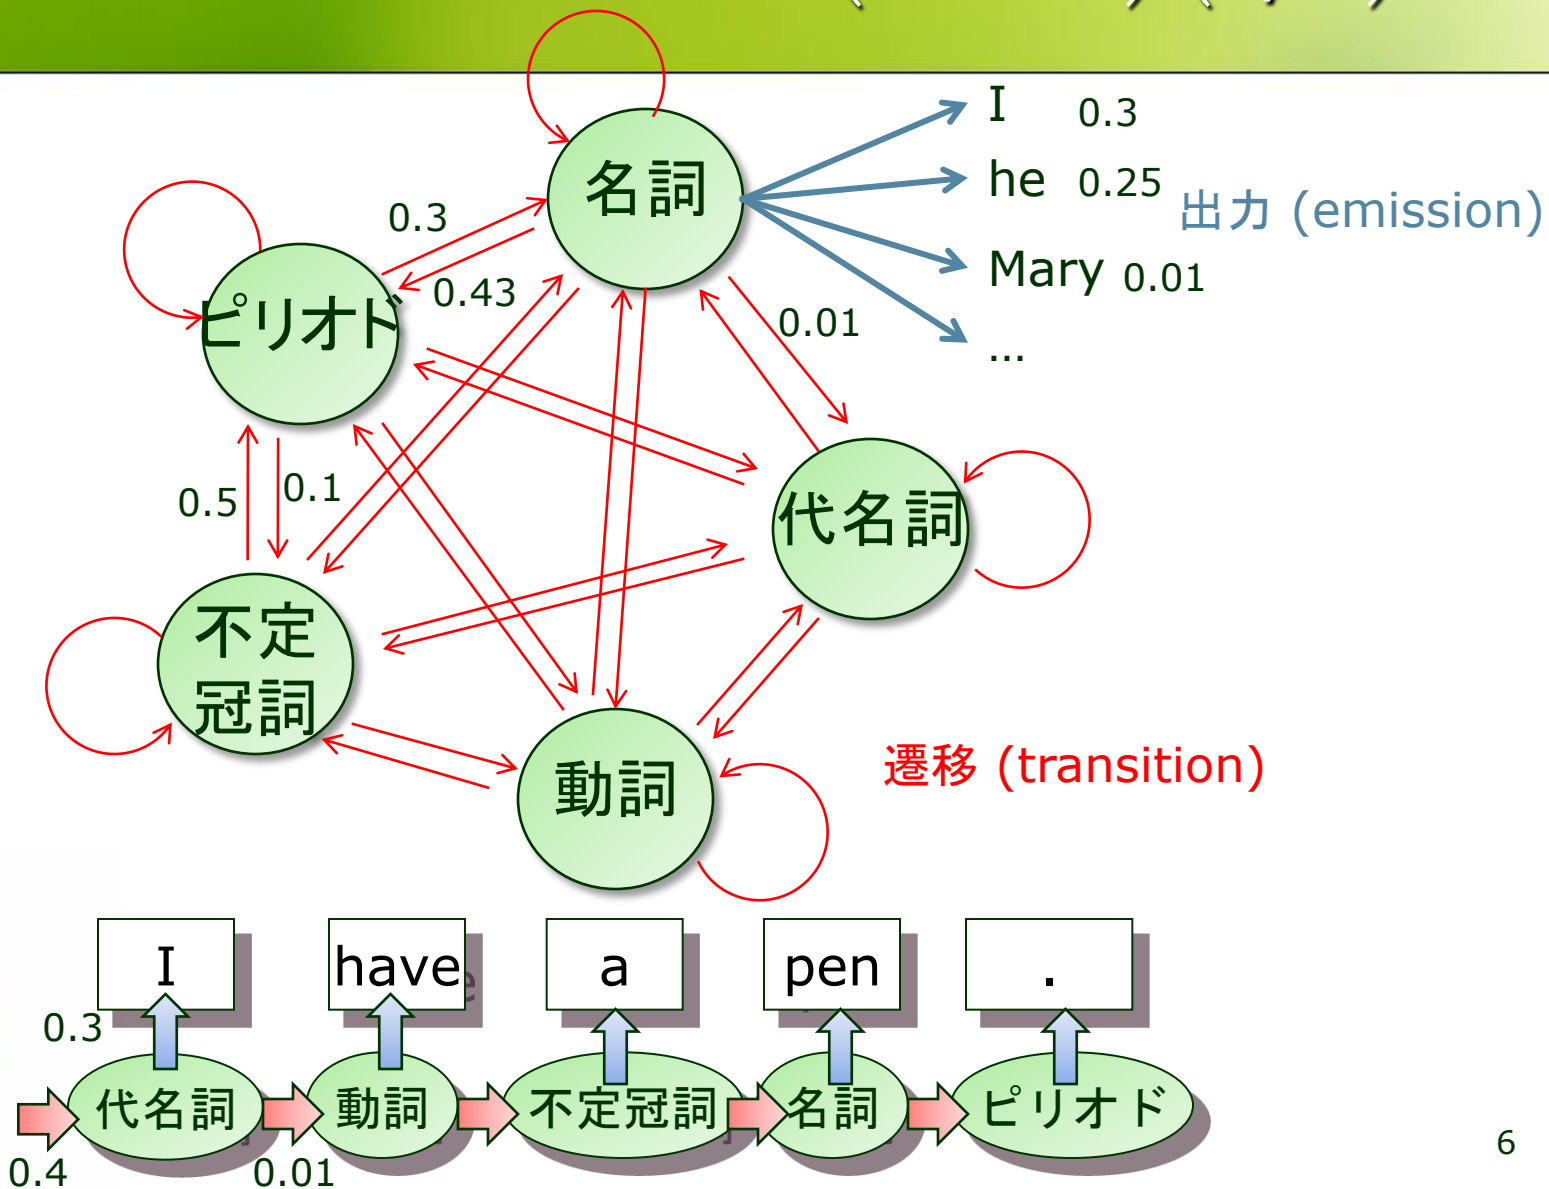 名詞
I 0.3
he 0.25
Mary 0.01
...
出力 (emission)
0.3
0.43
ピリオド
0.01
代名詞
0.5
0.1
不定
冠詞
動詞
遷移 (transition)
I
have
a
pen
.
0.3
代名詞
動詞
不定冠詞
名詞
ピリオド
0.4
0.01
6